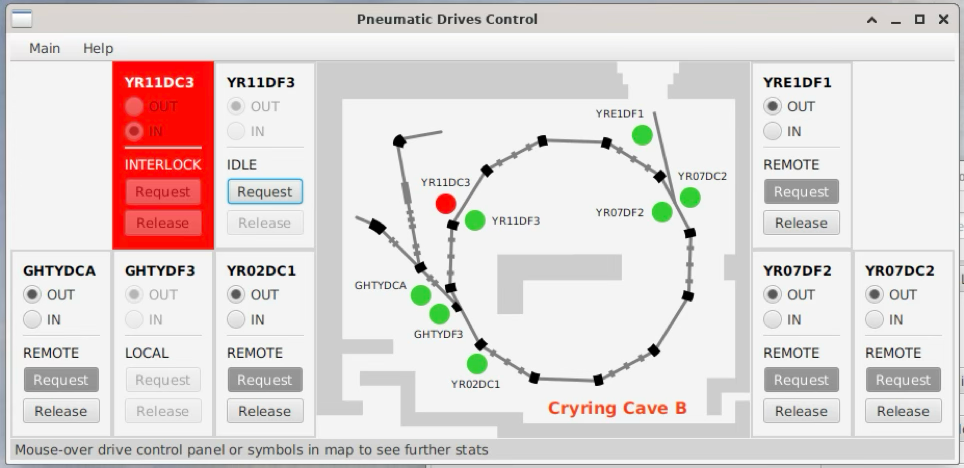 Pneumatic Drives Control
Main Help
YR11DC3
OUT
IN
INTERLOCK
Request
Release
YR11DF3
OUT
IN
IDLE
Request
Release
GHTYDCA
OUT
IN
REMOTE
Request
Release
GHTYDF3
OUT
IN
LOCAL
Request
Release
YR02DC1
OUT
IN
REMOTE
Request
Release
YRE1DF1
YR11DC3
YR07DC2
YR07DF2
YR11DF3
GHTYDCA
GHTYDF3
YR02DC1
Cryring Cave B
YRE1DF1
OUT
IN
REMOTE
Request
Release
YR07DF2
OUT
IN
REMOTE
Request
Release
YR07DC2
OUT
IN
REMOTE
Request
Release
Mouse-over drive control panel or symbols in map to see further stats